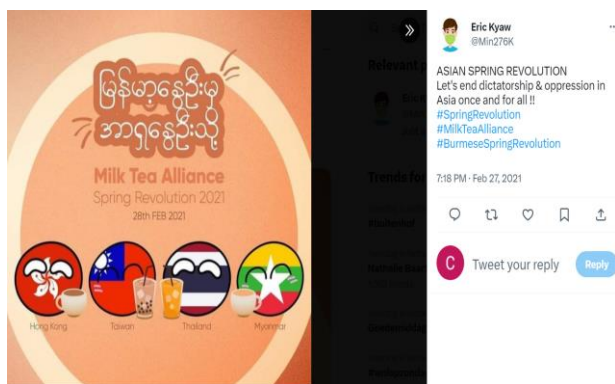 မြန်မာ့နွေဦးမှ
အာရှနွေဦးသို့
Milk Tea Alliance
Spring Revolution 2021
28th FEB 2021
Hong Kong
Taiwan
Thailand
Myanmar
Relevant p
Eric K
Trends for
Eric Kyaw
@Min276K
ASIAN SPRING REVOLUTION
Let's end dictatorship & oppression in
Asia once and for all !!
#SpringRevolution
#MilkTeaAlliance
#BurmeseSpringRevolution
7:18 PM · Feb 27, 2021
C
Tweet your reply
Reply